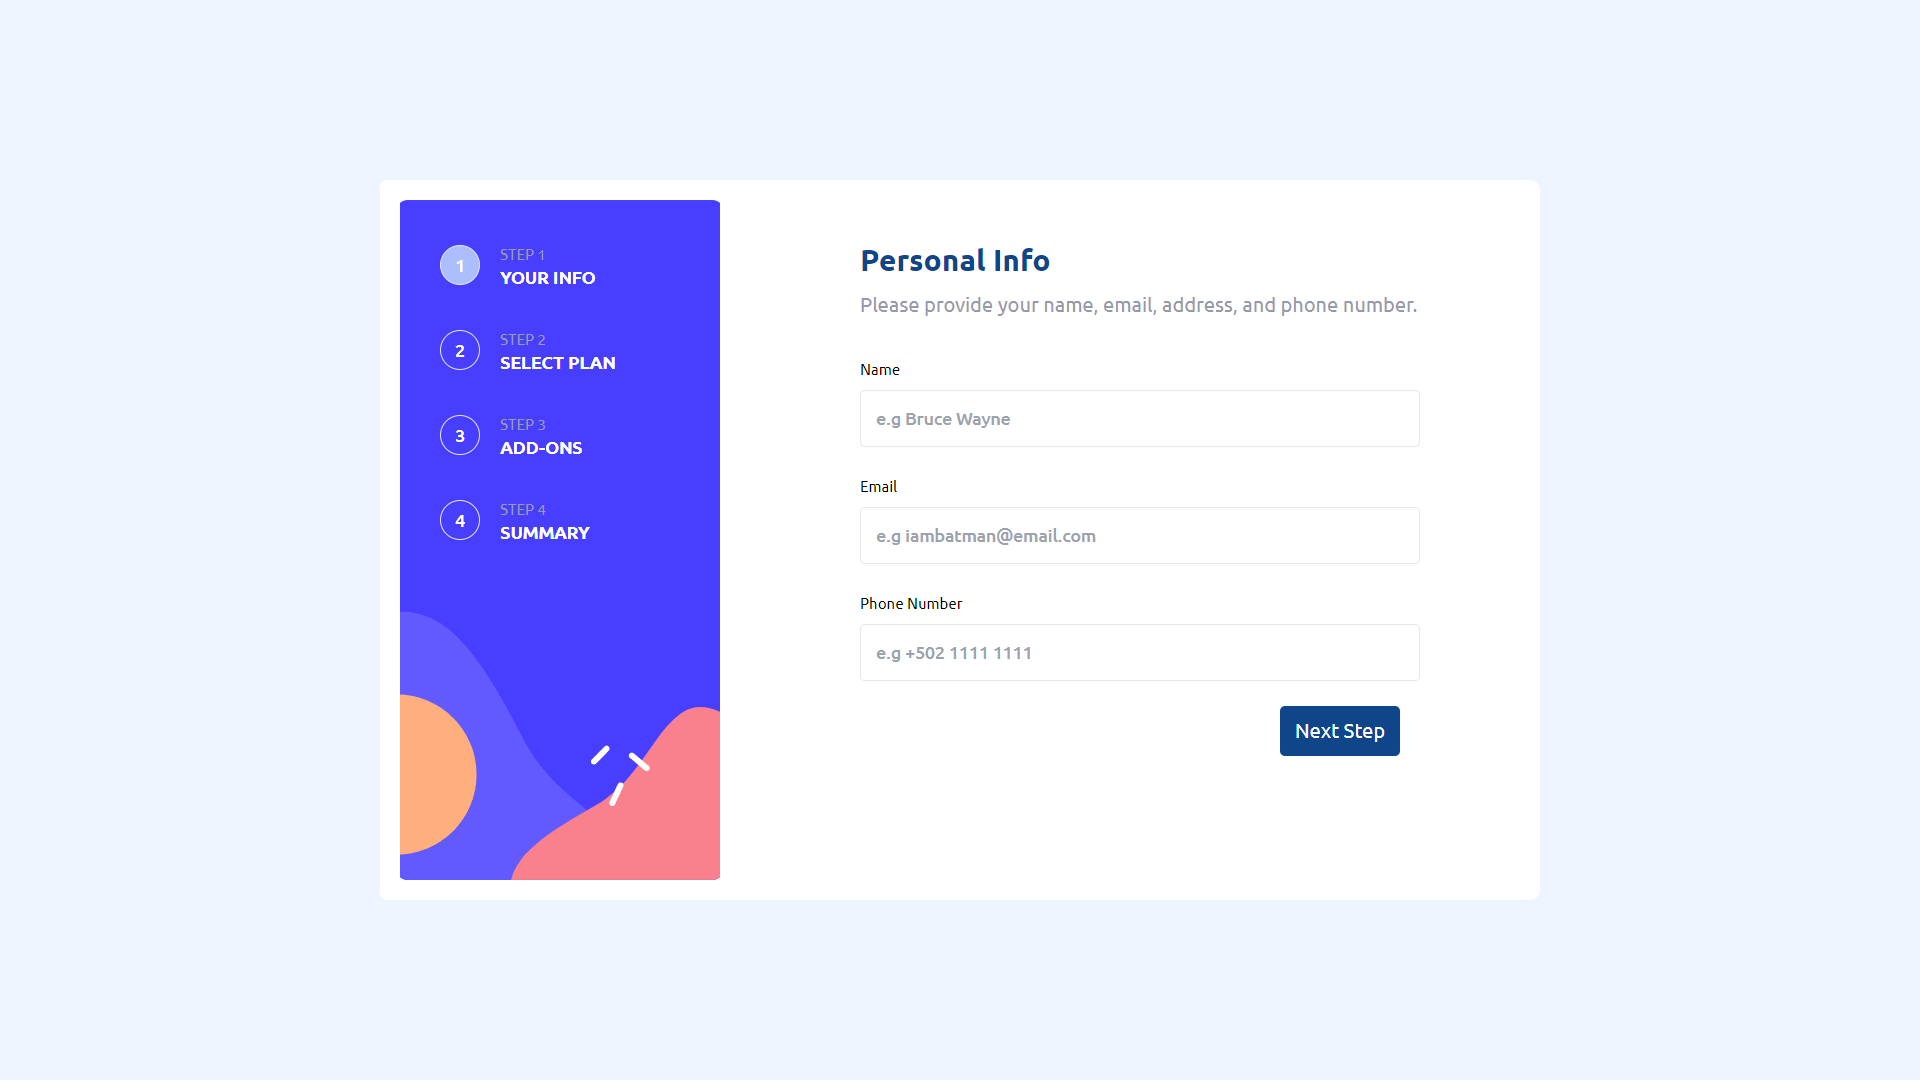 1
STEP 1
YOUR INFO
2
STEP 2
SELECT PLAN
3
STEP 3
ADD-ONS
4
STEP 4
SUMMARY
Personal Info
Please provide your name, email, address, and phone number.
Name
e.g Bruce Wayne
Email
e.g iambatman@email.com
Phone Number
e.g +502 1111 1111
Next Step